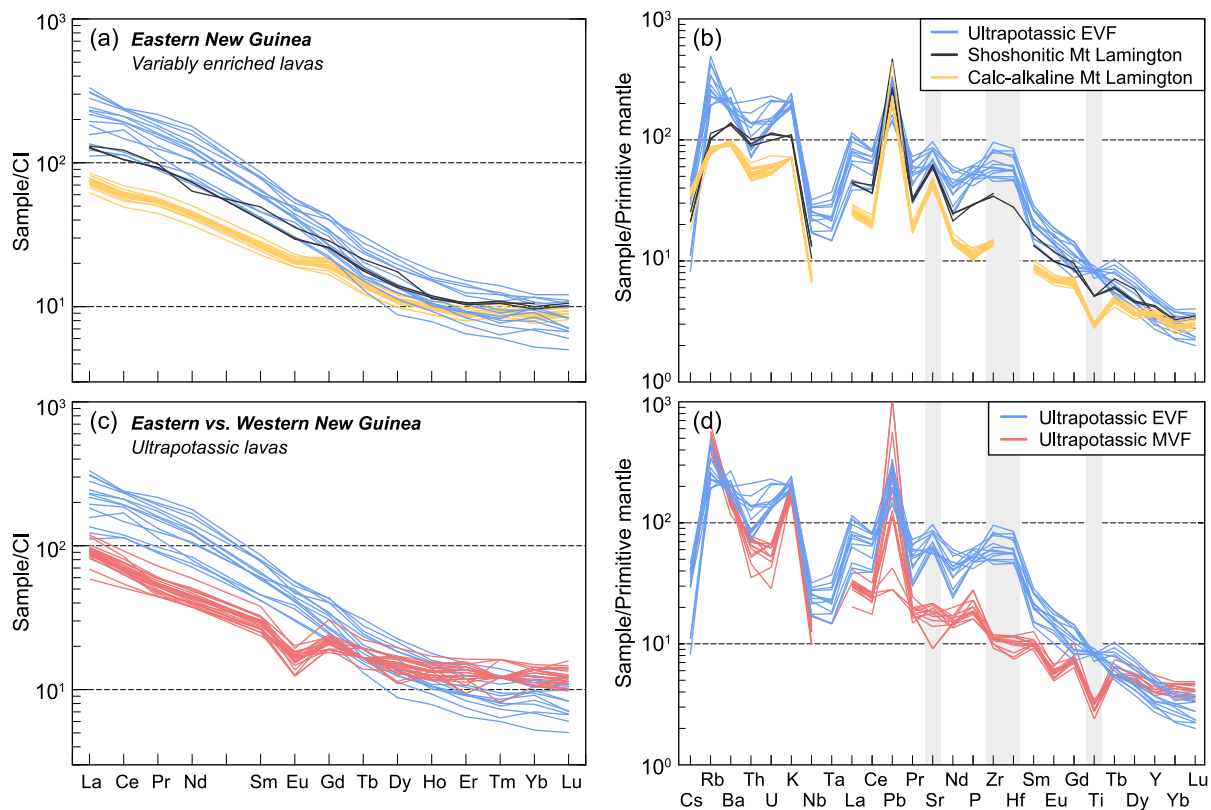 (a) Eastern New Guinea
Variably enriched lavas
Sample/CI
10³
10²
10¹
(b)
Ultrapotassic EVF
Shoshonitic Mt Lamington
Calc-alkaline Mt Lamington
Sample/Primitive mantle
10³
10²
10¹
10⁰
(c) Eastern vs. Western New Guinea
Ultrapotassic lavas
Sample/CI
10³
10²
10¹
La Ce Pr Nd Sm Eu Gd Tb Dy Ho Er Tm Yb Lu
(d)
Ultrapotassic EVF
Ultrapotassic MVF
Sample/Primitive mantle
10³
10²
10¹
10⁰
Rb Th K Ta Ce Pr Nd Zr Sm Gd Tb Y Lu
Cs Ba U Nb La Pb Sr P Hf Eu Ti Dy Yb